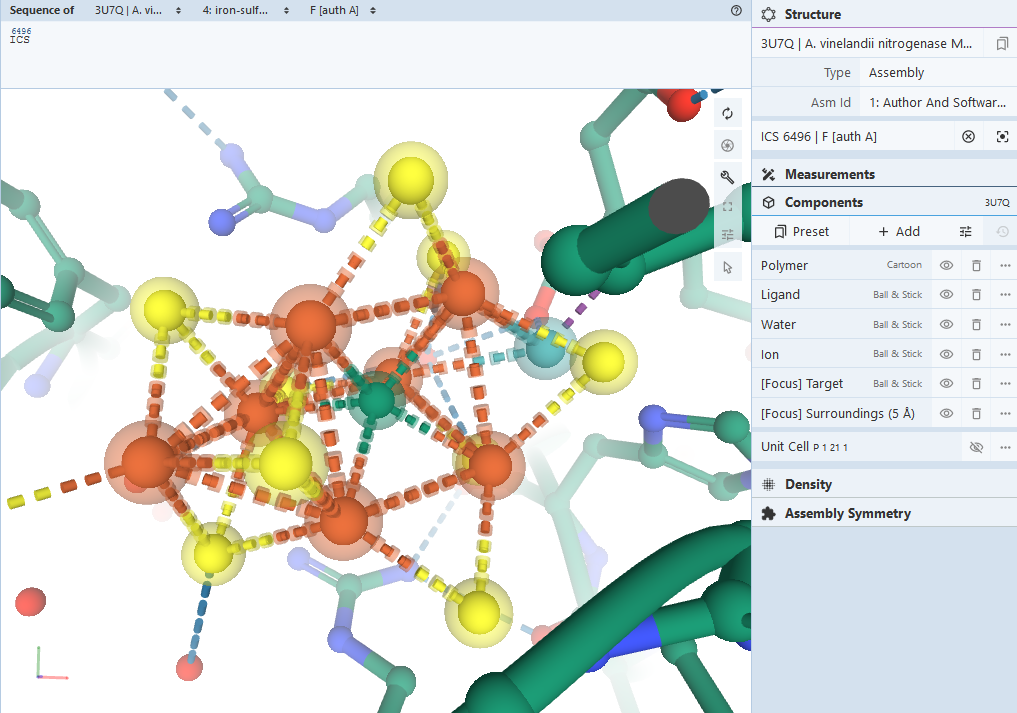 Sequence of 3U7Q | A. vi... 4: iron-sulf... F [auth A]
6496
ICS
Structure
3U7Q | A. vinelandii nitrogenase M...
Type Assembly
Asm Id 1: Author And Softwar...
ICS 6496 | F [auth A]
Measurements
Components 3U7Q
Preset + Add
Polymer Cartoon
Ligand Ball & Stick
Water Ball & Stick
Ion Ball & Stick
[Focus] Target Ball & Stick
[Focus] Surroundings (5 Å)
Unit Cell P 1 21 1
Density
Assembly Symmetry